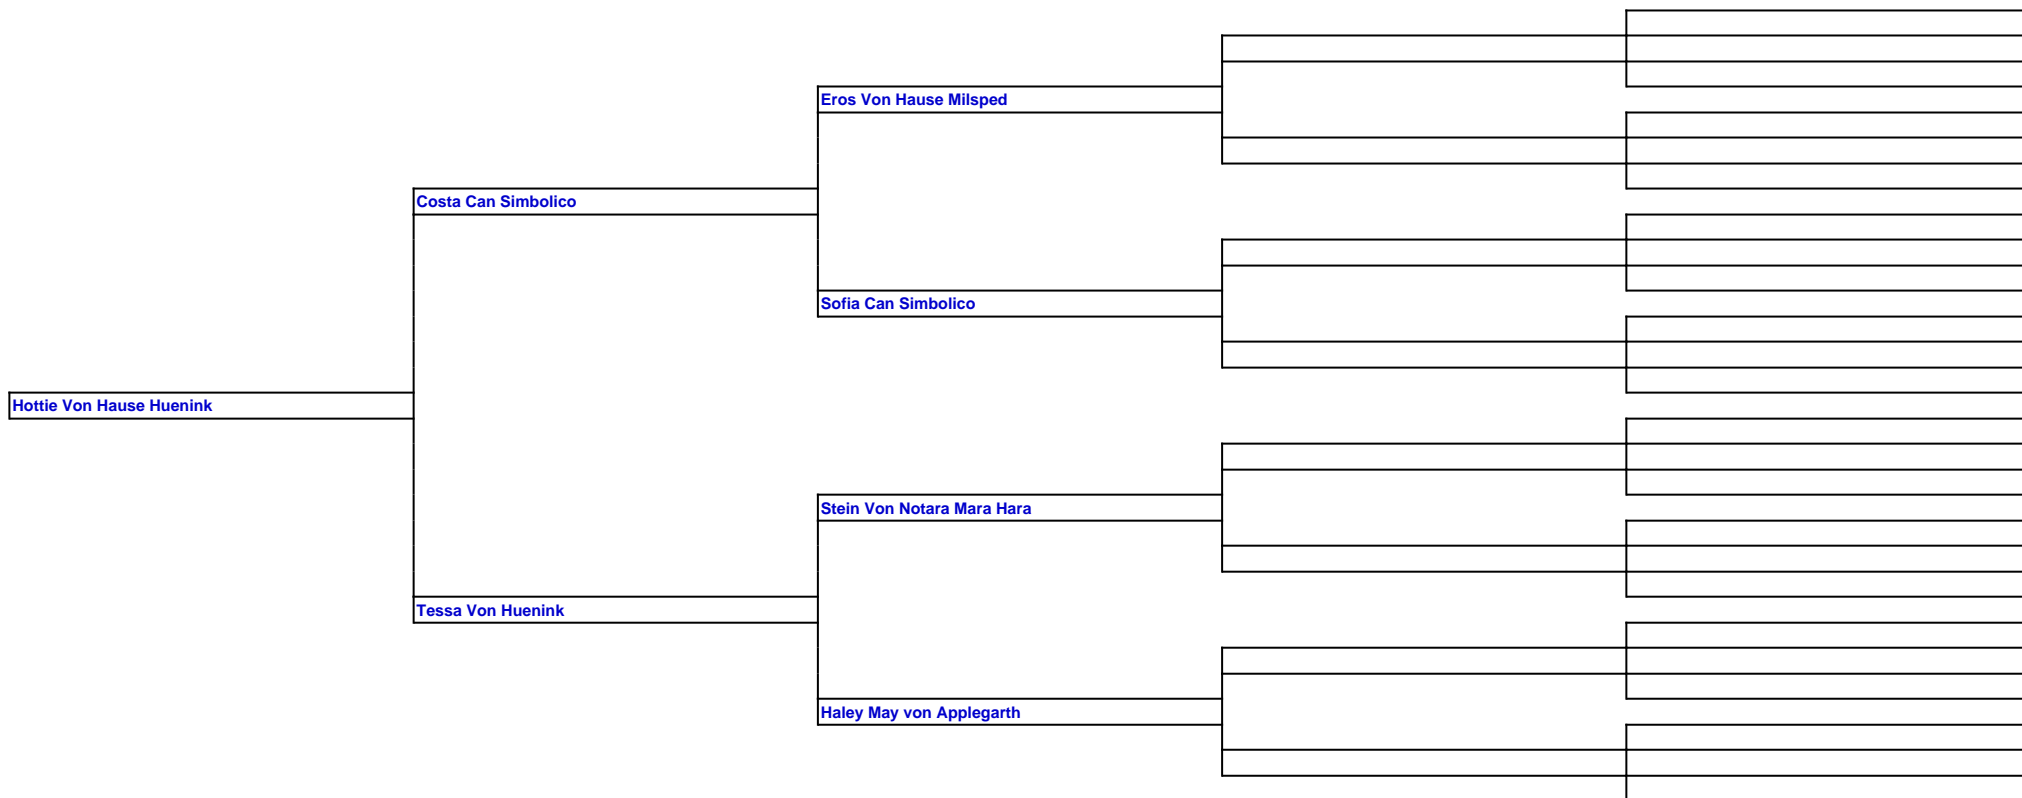 Eros Von Hause Milsped
Costa Can Simbolico
Sofia Can Simbolico
Hottie Von Hause Huenink
Stein Von Notara Mara Hara
Tessa Von Huenink
Haley May von Applegarth